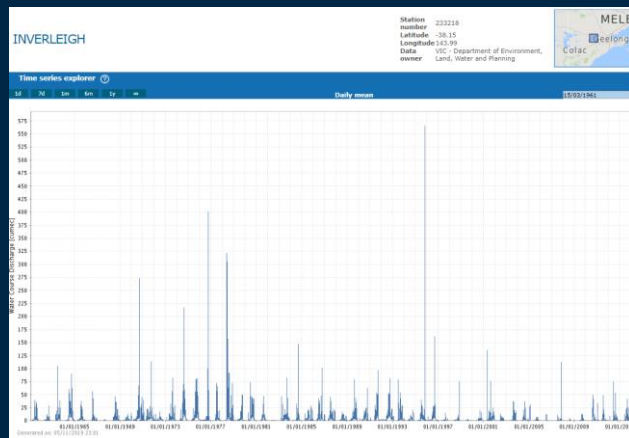 INVERLEIGH
Station number 233218
Latitude -38.15
Longitude 143.99
Data owner VIC - Department of Environment, Land, Water and Planning
MELB
Geelong
Colac
Time series explorer ?
1d 7d 1m 6m 1y ∞
Daily mean
15/03/1961
Water Course Discharge [cumec]
575
550
525
500
475
450
425
400
375
350
325
300
275
250
225
200
175
150
125
100
75
50
25
0
01/01/1965 01/01/1969 01/01/1973 01/01/1977 01/01/1981 01/01/1985 01/01/1989 01/01/1993 01/01/1997 01/01/2001 01/01/2005 01/01/2009 01/01/20